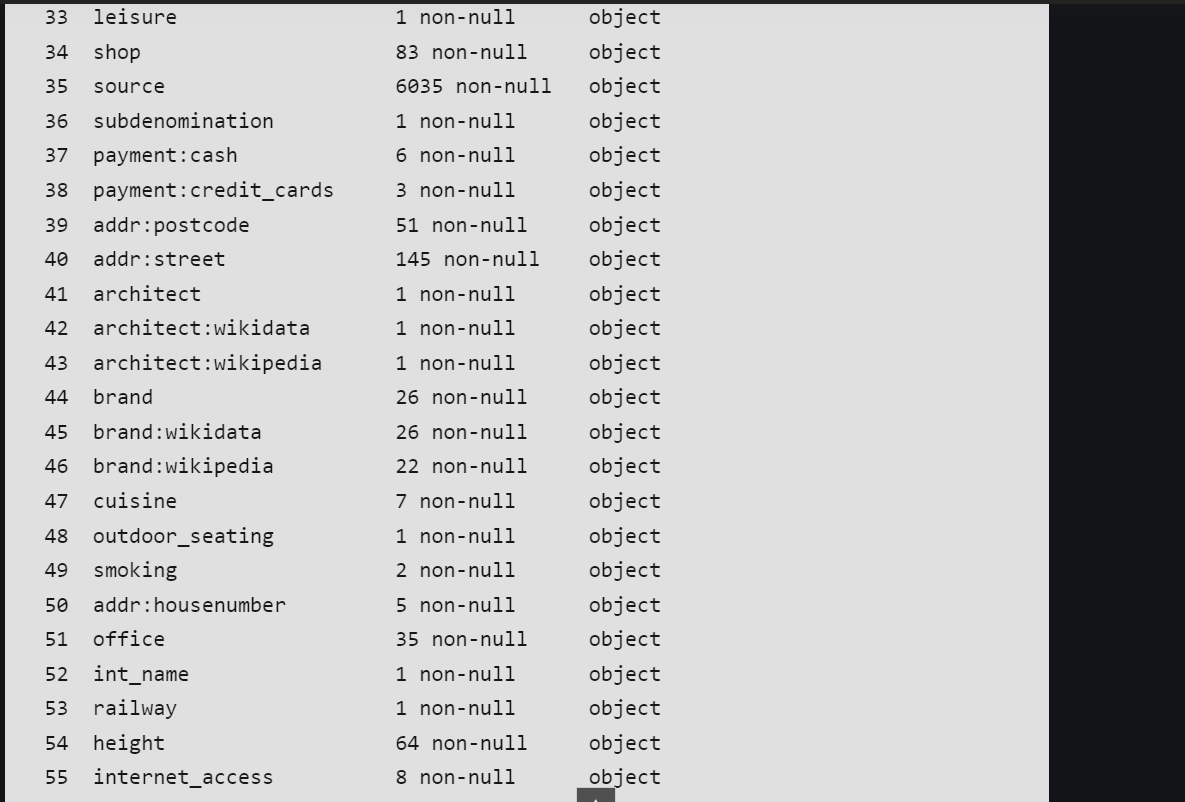 33 leisure 1 non-null object
34 shop 83 non-null object
35 source 6035 non-null object
36 subdenomination 1 non-null object
37 payment:cash 6 non-null object
38 payment:credit_cards 3 non-null object
39 addr:postcode 51 non-null object
40 addr:street 145 non-null object
41 architect 1 non-null object
42 architect:wikidata 1 non-null object
43 architect:wikipedia 1 non-null object
44 brand 26 non-null object
45 brand:wikidata 26 non-null object
46 brand:wikipedia 22 non-null object
47 cuisine 7 non-null object
48 outdoor_seating 1 non-null object
49 smoking 2 non-null object
50 addr:housenumber 5 non-null object
51 office 35 non-null object
52 int_name 1 non-null object
53 railway 1 non-null object
54 height 64 non-null object
55 internet_access 8 non-null object